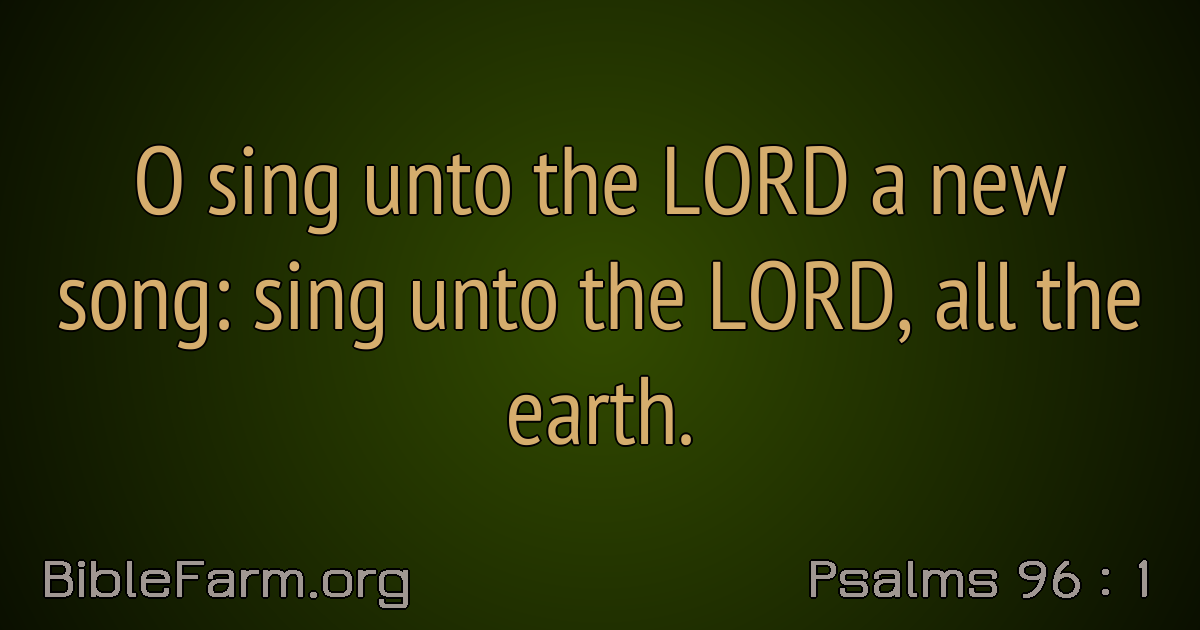 O sing unto the LORD a new
song: sing unto the LORD, all the
earth.
BibleFarm.org
Psalms 96 : 1